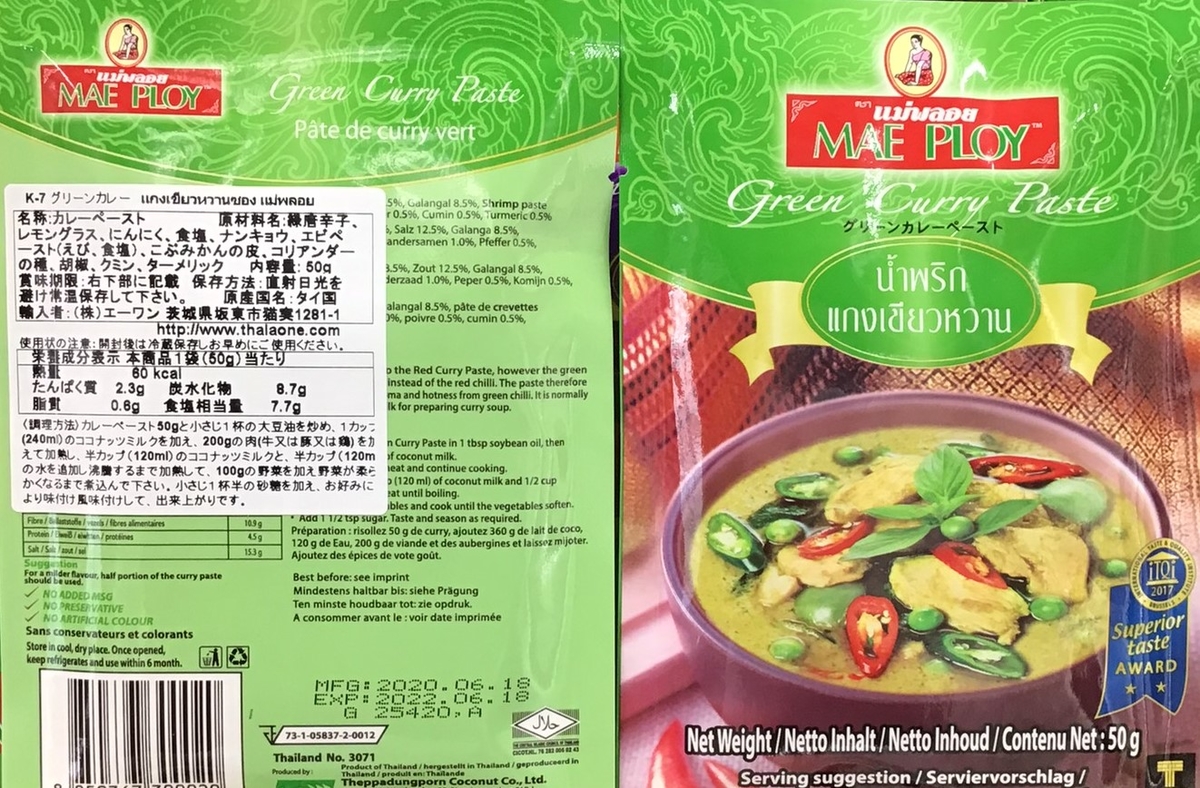 แม่พลอย
MAE PLOY
Green Curry Paste
Pâte de curry vert
K-7 グリーンカレー แกงเขียวหวานซอง แม่พลอย
名称:カレーペースト 原材料名:緑唐辛子、
レモングラス、にんにく、食塩、ナンキョウ、エビペ
ースト(えび、食塩)、こぶみかんの皮、コリアンダー
の種、胡椒、クミン、ターメリック 内容量:50g
賞味期限:右下部に記載 保存方法:直射日光を
避け常温保存して下さい。 原産国名:タイ国
輸入者:(株)エーワン 茨城県坂東市猫実1281-1
http://www.thalaone.com
使用状の注意:開封後は冷蔵保存しお早めにご使用ください。
栄養成分表示 本商品1袋(50g)当たり
熱量 60 kcal
たんぱく質 2.3g 炭水化物 8.7g
脂質 0.6g 食塩相当量 7.7g
〈調理方法〉カレーペースト50gと小さじ1杯の大豆油を炒め、1カップ
(240ml)のココナッツミルクを加え、200gの肉(牛又は豚又は鶏)を加
えて加熱し、半カップ(120ml)のココナッツミルクと、半カップ(120m
の水を追加し沸騰するまで加熱して、100gの野菜を加え野菜が柔ら
かくなるまで煮込んで下さい。小さじ1杯半の砂糖を加え、お好みに
より味付け風味付けして、出来上がりです。
5%, Galangal 8.5%, Shrimp paste
r 0.5%, Cumin 0.5%, Turmeric 0.5%
, Salz 12.5%, Galanga 8.5%,
andersamen 1.0%, Pfeffer 0.5%,
3.5%, Zout 12.5%, Galangal 8.5%,
derzaad 1.0%, Peper 0.5%, Komijn 0.5%,
alangal 8.5%, pâte de crevettes
0%, poivre 0.5%, cumin 0.5%,
o the Red Curry Paste, however the green
instead of the red chilli. The paste therefore
ma and hotness from green chilli. It is normally
lk for preparing curry soup.
n Curry Paste in 1 tbsp soybean oil, then
of coconut milk.
eat and continue cooking.
p (120 ml) of coconut milk and 1/2 cup
eat until boiling.
bles and cook until the vegetables soften.
* Add 1 1/2 tsp sugar. Taste and season as required.
Préparation : risollez 50 g de curry, ajoutez 360 g de lait de coco,
120 g de Eau, 200 g de viande et des aubergines et laissez mijoter.
Ajoutez des épices de vote goût.
Fibre / Ballaststoffe / vezels / fibres alimentaires 10.9 g
Protein / Eiweiß / eiwitten / protéines 4.5 g
Salt / Salz / zout / sel 15.3 g
Suggestion
For a milder flavour, half portion of the curry paste
should be used.
NO ADDED MSG
NO PRESERVATIVE
NO ARTIFICIAL COLOUR
Sans conservateurs et colorants
Store in cool, dry place. Once opened,
keep refrigerates and use within 6 month.
Best before: see imprint
Mindestens haltbar bis: siehe Prägung
Ten minste houdbaar tot: zie opdruk.
A consommer avant le : voir date imprimée
MFG:2020.06.18
EXP:2022.06.18
G 25420,A
73-1-05837-2-0012
Thailand No. 3071
Produced by :
Product of Thailand / hergestellt in Thailand / geproduceerd in
Thailand / produit en: Thaïlande
Theppadungporn Coconut Co., Ltd.
ตรา แม่พลอย
MAE PLOY™
Green Curry Paste
グリーンカレーペースト
น้ำพริก
แกงเขียวหวาน
INTERNATIONAL TASTE & QUALITY INSTITUTE
iTQi
2017
BRUSSELS
Superior
taste
AWARD
Net Weight / Netto Inhalt / Netto Inhoud / Contenu Net : 50 g
Serving suggestion / Serviervorschlag /
T